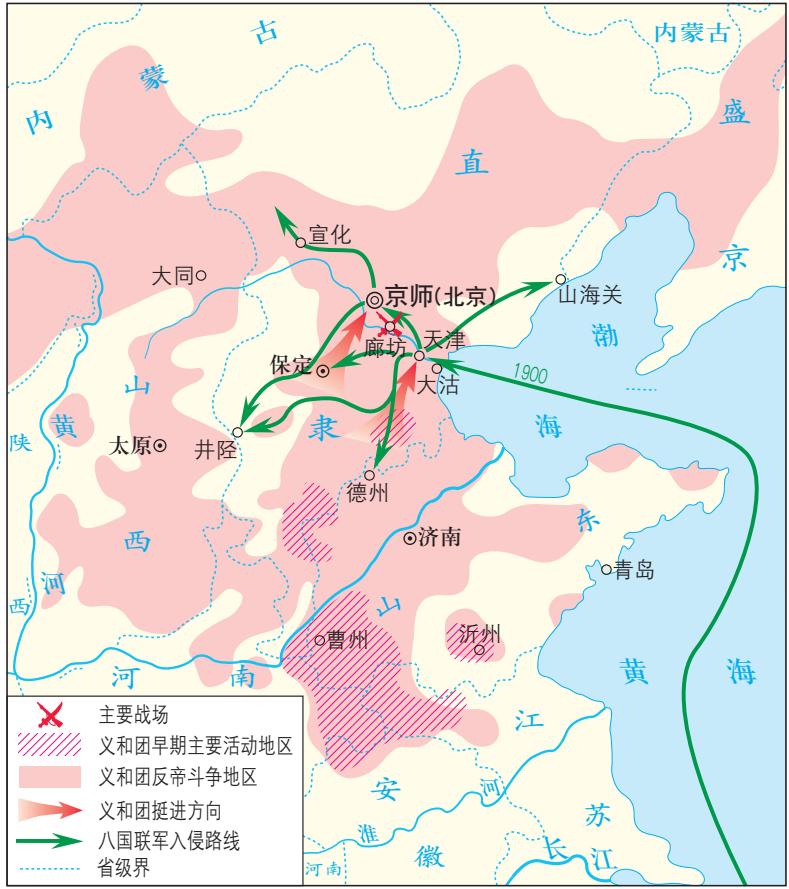 内蒙古
内蒙古
盛京
直隶
宣化
大同
京师(北京)
山海关
渤海
廊坊
天津
大沽
保定
1900
山西
黄河
陕西
太原
井陉
德州
济南
山东
青岛
曹州
沂州
河南
黄海
江苏
安徽
淮河
河南
长江
主要战场
义和团早期主要活动地区
义和团反帝斗争地区
义和团挺进方向
八国联军入侵路线
省级界